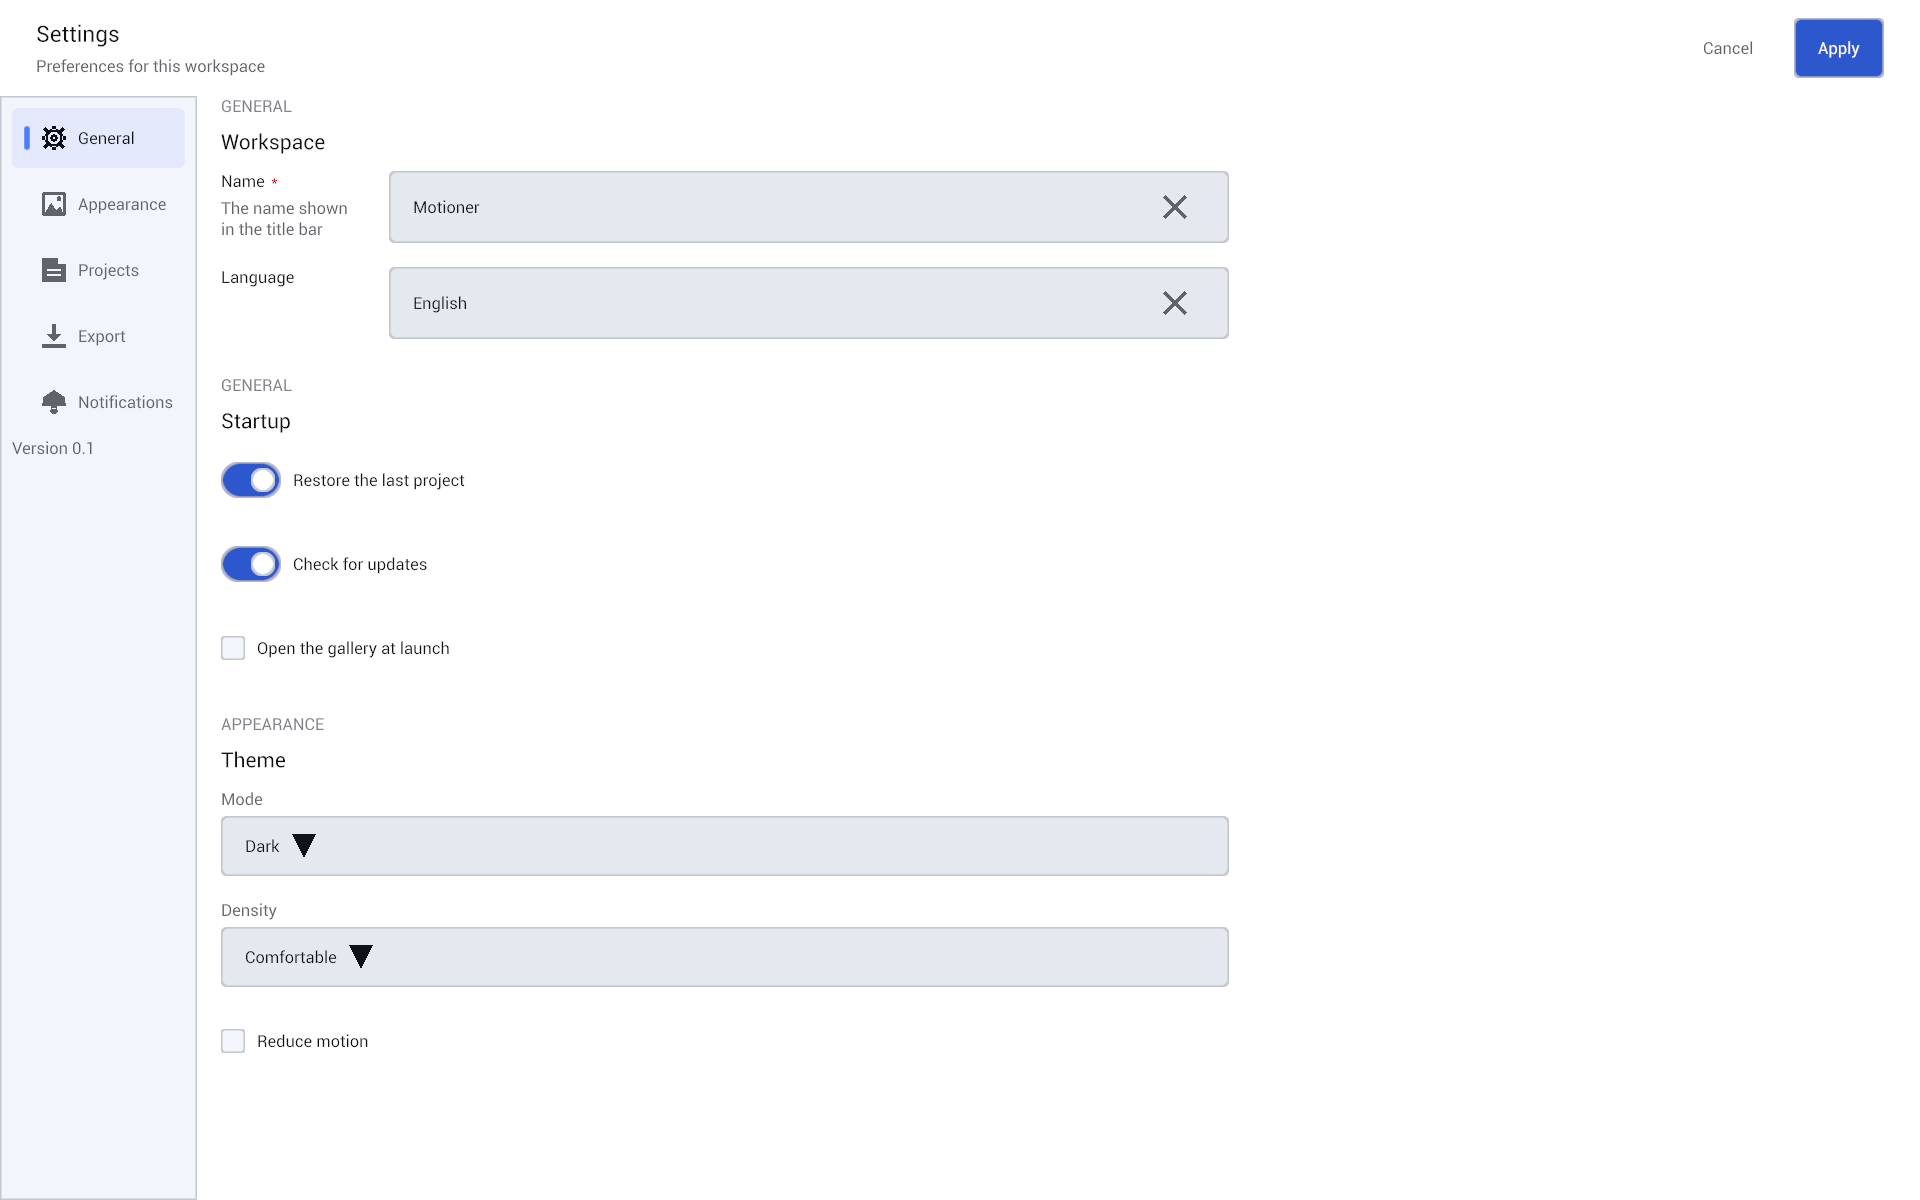 Settings
Preferences for this workspace
Cancel
Apply
General
Appearance
Projects
Export
Notifications
Version 0.1
GENERAL
Workspace
Name *
The name shown
in the title bar
Motioner
Language
English
GENERAL
Startup
Restore the last project
Check for updates
Open the gallery at launch
APPEARANCE
Theme
Mode
Dark
Density
Comfortable
Reduce motion